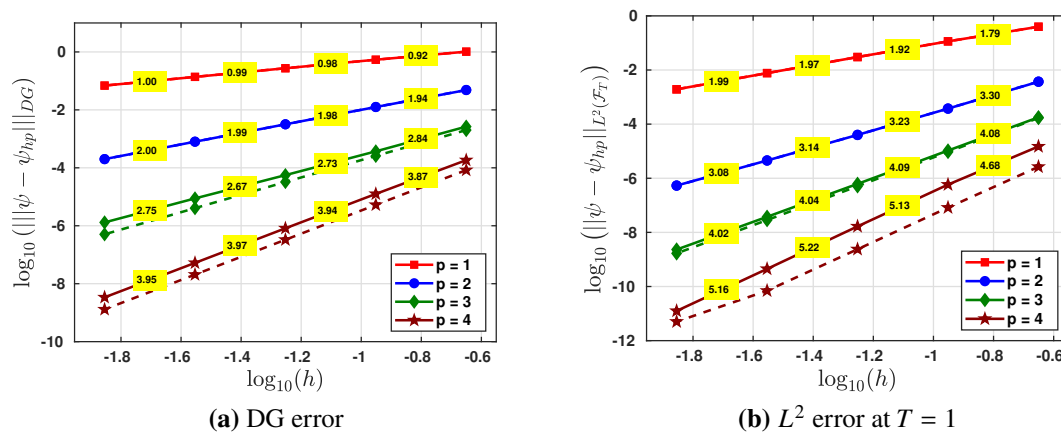 0
-2
-4
-6
-8
-10
-1.8 -1.6 -1.4 -1.2 -1 -0.8 -0.6
log10(h)
log10 (|||ψ − ψhp|||DG)
1.00 0.99 0.98 0.92
2.00 1.99 1.98 1.94
2.75 2.67 2.73 2.84
3.95 3.97 3.94 3.87
p = 1
p = 2
p = 3
p = 4
(a) DG error
0
-2
-4
-6
-8
-10
-12
-1.8 -1.6 -1.4 -1.2 -1 -0.8 -0.6
log10(h)
log10 (||ψ − ψhp||L2(FT))
1.99 1.97 1.92 1.79
3.08 3.14 3.23 3.30
4.02 4.04 4.09 4.08
5.16 5.22 5.13 4.68
p = 1
p = 2
p = 3
p = 4
(b) L² error at T = 1